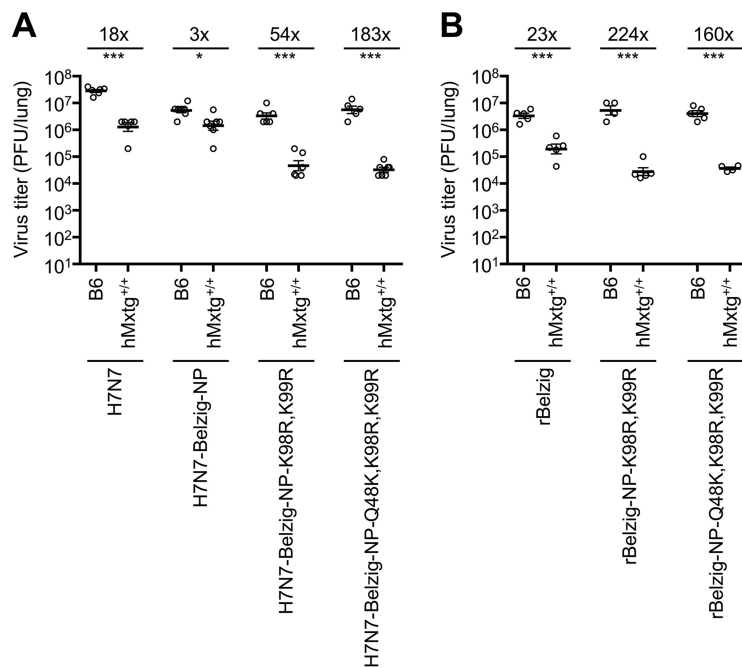 A
18x 3x 54x 183x
*** * *** ***
Virus titer (PFU/lung)
10⁸
10⁷
10⁶
10⁵
10⁴
10³
10²
10¹
B6 hMxtg+/+ B6 hMxtg+/+ B6 hMxtg+/+ B6 hMxtg+/+
H7N7
H7N7-Belzig-NP
H7N7-Belzig-NP-K98R,K99R
H7N7-Belzig-NP-Q48K,K98R,K99R
B
23x 224x 160x
*** *** ***
Virus titer (PFU/lung)
10⁸
10⁷
10⁶
10⁵
10⁴
10³
10²
10¹
B6 hMxtg+/+ B6 hMxtg+/+ B6 hMxtg+/+
rBelzig
rBelzig-NP-K98R,K99R
rBelzig-NP-Q48K,K98R,K99R